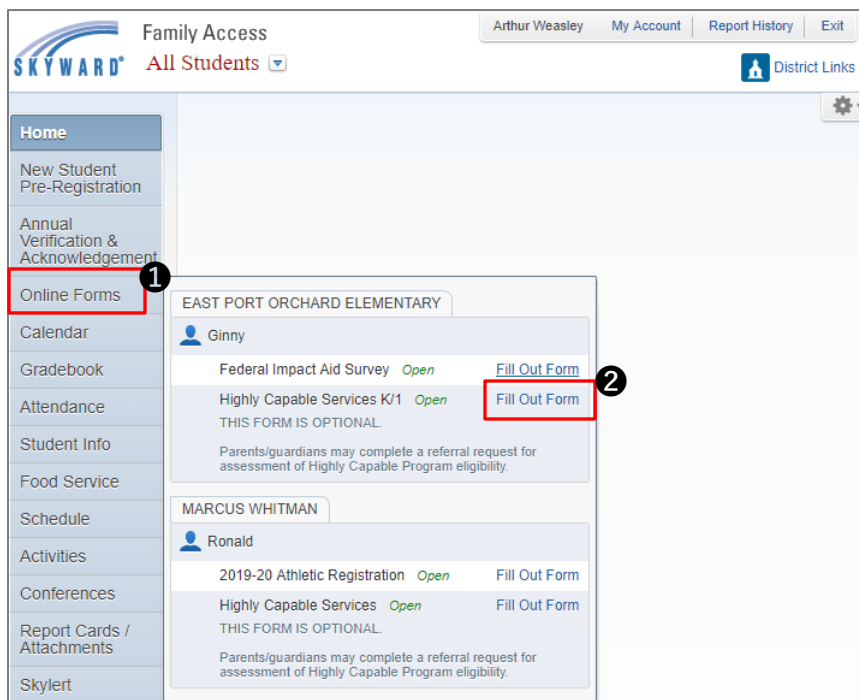 Family Access
Arthur Weasley My Account Report History Exit
SKYWARD® All Students
District Links
Home
New Student
Pre-Registration
Annual
Verification &
Acknowledgement
1
Online Forms
Calendar
Gradebook
Attendance
Student Info
Food Service
Schedule
Activities
Conferences
Report Cards /
Attachments
Skylert
EAST PORT ORCHARD ELEMENTARY
Ginny
Federal Impact Aid Survey Open Fill Out Form
2
Highly Capable Services K/1 Open Fill Out Form
THIS FORM IS OPTIONAL.
Parents/guardians may complete a referral request for
assessment of Highly Capable Program eligibility.
MARCUS WHITMAN
Ronald
2019-20 Athletic Registration Open Fill Out Form
Highly Capable Services Open Fill Out Form
THIS FORM IS OPTIONAL.
Parents/guardians may complete a referral request for
assessment of Highly Capable Program eligibility.